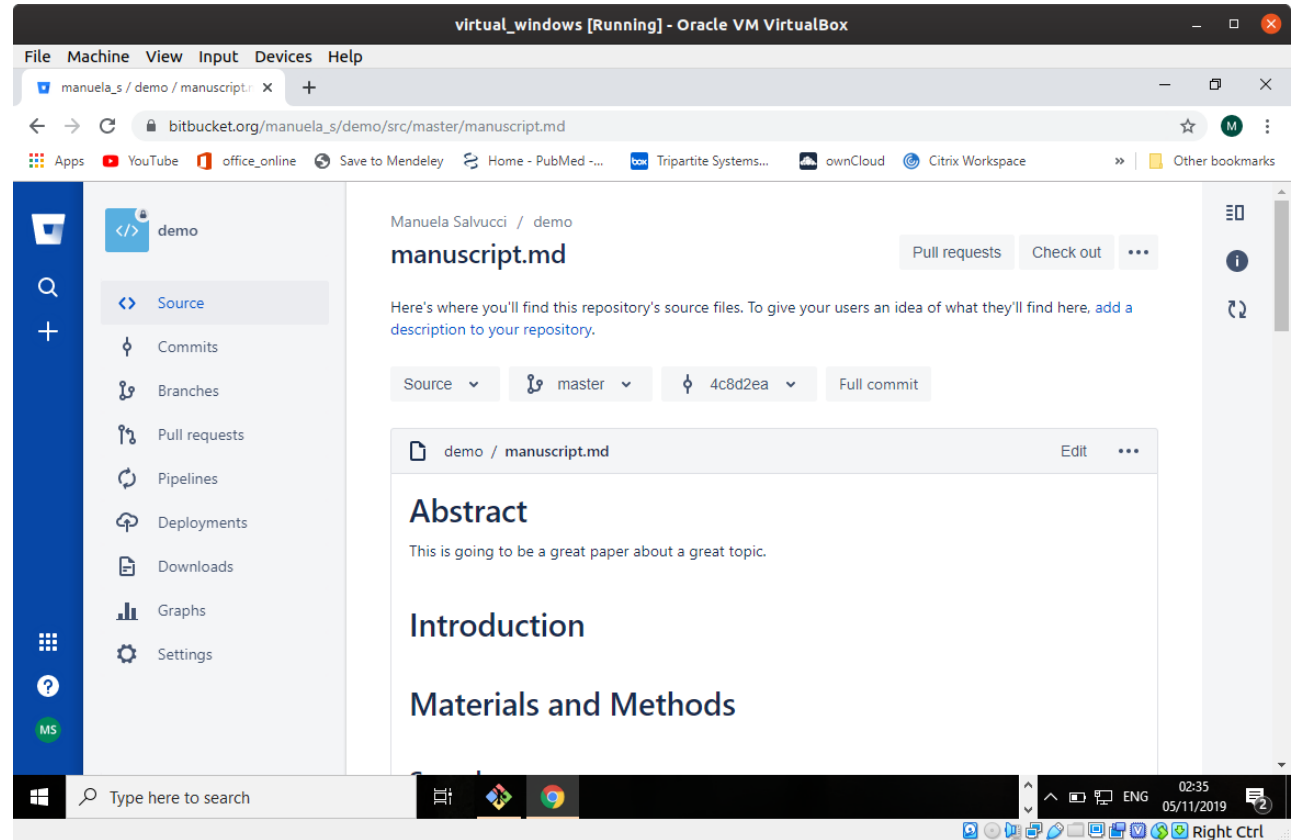 virtual_windows [Running] - Oracle VM VirtualBox
File Machine View Input Devices Help
manuela_s / demo / manuscript.r
bitbucket.org/manuela_s/demo/src/master/manuscript.md
M
Apps YouTube office_online Save to Mendeley Home - PubMed -... box Tripartite Systems... ownCloud Citrix Workspace » Other bookmarks
</> demo
Source
Commits
Branches
Pull requests
Pipelines
Deployments
Downloads
Graphs
Settings
?
MS
Manuela Salvucci / demo
manuscript.md
Pull requests Check out •••
Here's where you'll find this repository's source files. To give your users an idea of what they'll find here, add a
description to your repository.
Source master 4c8d2ea Full commit
demo / manuscript.md Edit •••
Abstract
This is going to be a great paper about a great topic.
Introduction
Materials and Methods
Type here to search
ENG
02:35
05/11/2019
2
Right Ctrl